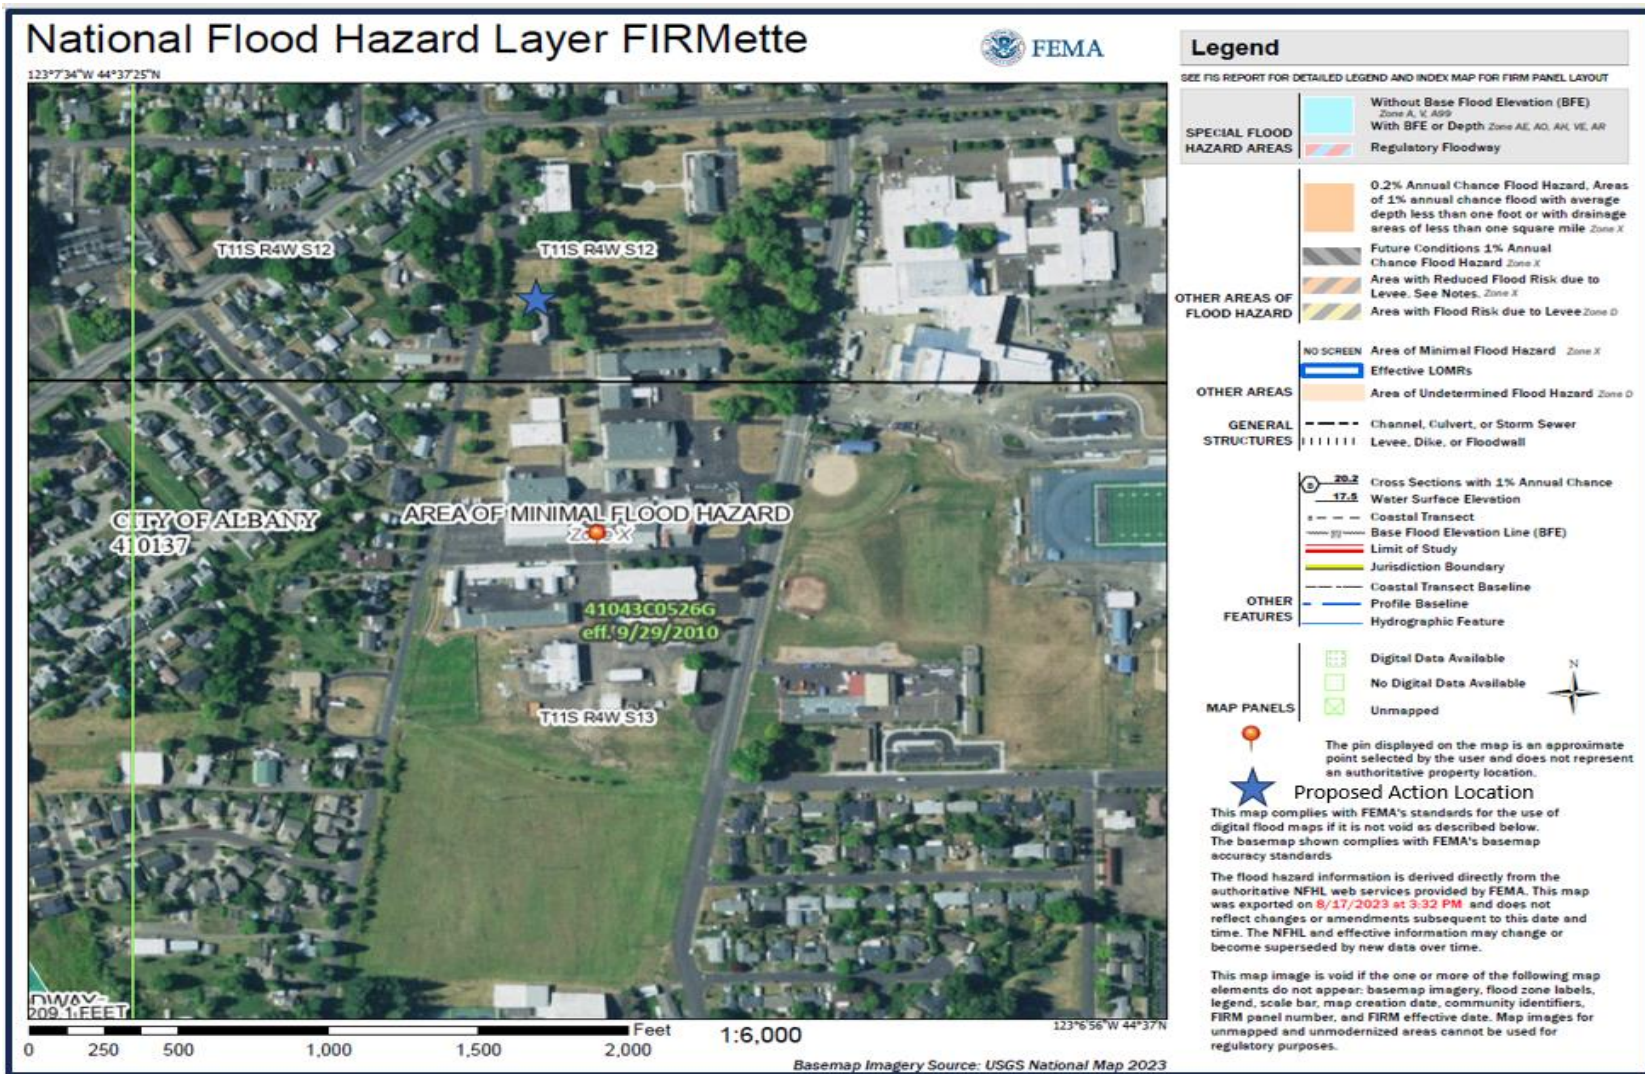 National Flood Hazard Layer FIRMette
FEMA
123°7'34"W 44°37'25"N
T11S R4W S12
T11S R4W S12
CITY OF ALBANY
410137
AREA OF MINIMAL FLOOD HAZARD
Zone X
41043C0526G
eff. 9/29/2010
T11S R4W S13
DWAY
209.1 FEET
123°6'56"W 44°37'N
0 250 500 1,000 1,500 2,000 Feet
1:6,000
Basemap Imagery Source: USGS National Map 2023
Legend
SEE FIS REPORT FOR DETAILED LEGEND AND INDEX MAP FOR FIRM PANEL LAYOUT
SPECIAL FLOOD
HAZARD AREAS
Without Base Flood Elevation (BFE)
Zone A, V, A99
With BFE or Depth Zone AE, AO, AH, VE, AR
Regulatory Floodway
0.2% Annual Chance Flood Hazard, Areas
of 1% annual chance flood with average
depth less than one foot or with drainage
areas of less than one square mile Zone X
Future Conditions 1% Annual
Chance Flood Hazard Zone X
OTHER AREAS OF
FLOOD HAZARD
Area with Reduced Flood Risk due to
Levee. See Notes. Zone X
Area with Flood Risk due to Levee Zone D
NO SCREEN Area of Minimal Flood Hazard Zone X
Effective LOMRs
OTHER AREAS
Area of Undetermined Flood Hazard Zone D
GENERAL
STRUCTURES
Channel, Culvert, or Storm Sewer
Levee, Dike, or Floodwall
B 20.2 Cross Sections with 1% Annual Chance
17.5 Water Surface Elevation
Coastal Transect
Base Flood Elevation Line (BFE)
Limit of Study
Jurisdiction Boundary
Coastal Transect Baseline
OTHER
FEATURES
Profile Baseline
Hydrographic Feature
Digital Data Available
No Digital Data Available
MAP PANELS
Unmapped
N
The pin displayed on the map is an approximate
point selected by the user and does not represent
an authoritative property location.
Proposed Action Location
This map complies with FEMA's standards for the use of
digital flood maps if it is not void as described below.
The basemap shown complies with FEMA's basemap
accuracy standards
The flood hazard information is derived directly from the
authoritative NFHL web services provided by FEMA. This map
was exported on 8/17/2023 at 3:32 PM and does not
reflect changes or amendments subsequent to this date and
time. The NFHL and effective information may change or
become superseded by new data over time.
This map image is void if the one or more of the following map
elements do not appear: basemap imagery, flood zone labels,
legend, scale bar, map creation date, community identifiers,
FIRM panel number, and FIRM effective date. Map images for
unmapped and unmodernized areas cannot be used for
regulatory purposes.